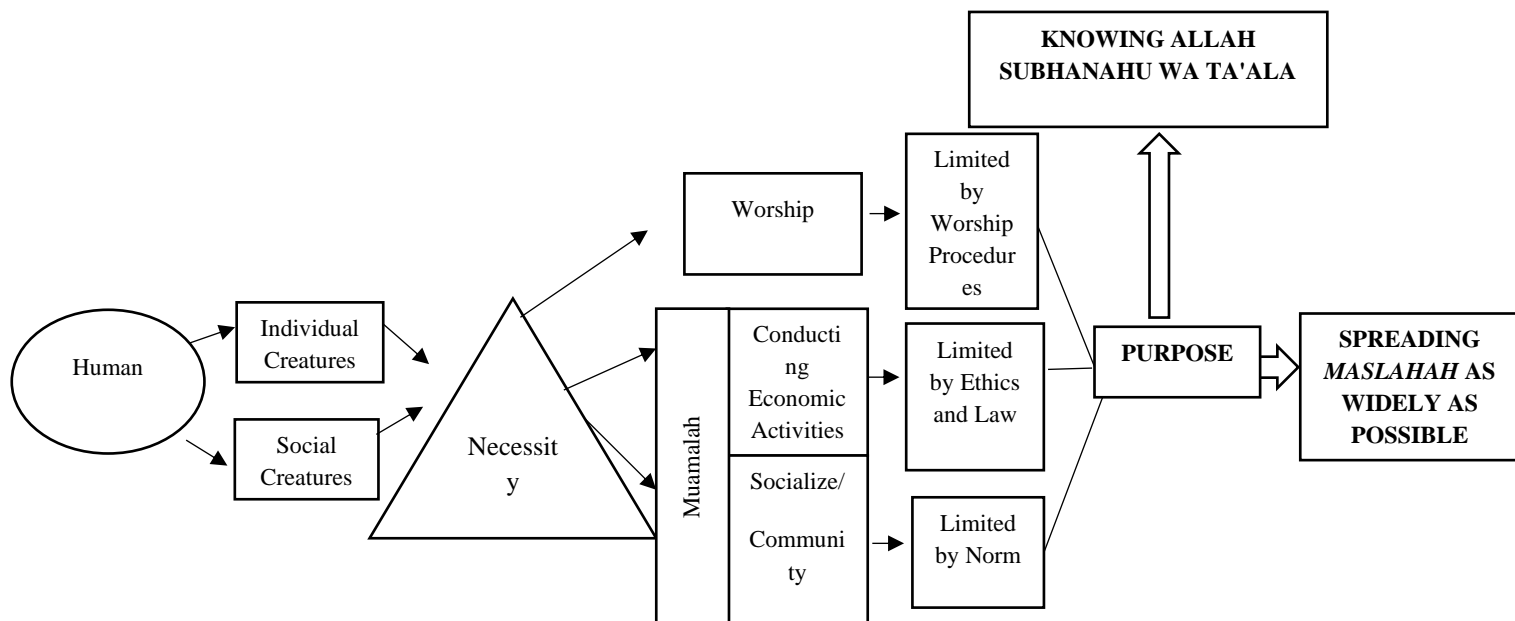 KNOWING ALLAH
SUBHANAHU WA TA'ALA
Human
Individual
Creatures
Social
Creatures
Necessit
y
Worship
Muamalah
Conducti
ng
Economic
Activities
Socialize/
Communi
ty
Limited
by
Worship
Procedur
es
Limited
by Ethics
and Law
Limited
by Norm
PURPOSE
SPREADING
MASLAHAH AS
WIDELY AS
POSSIBLE